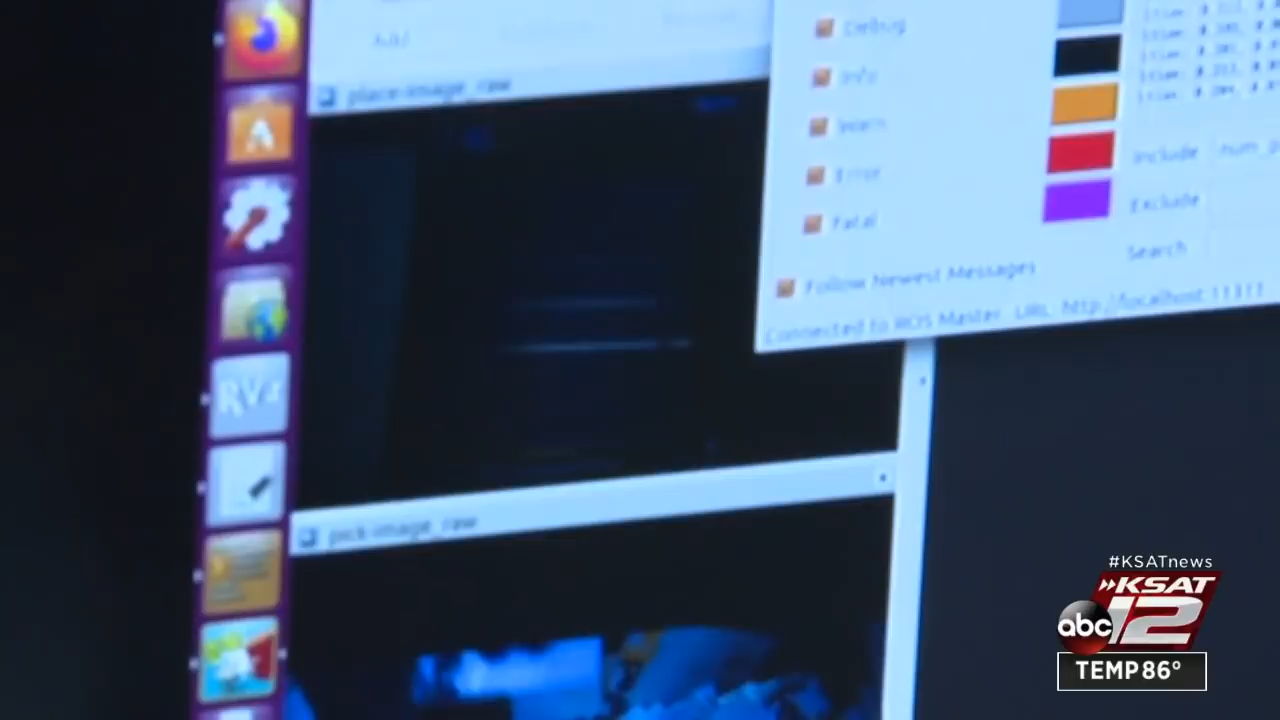 Add
place-image_raw
Debug
Info
Warn
Error
Fatal
Include
Exclude
Search
Follow Newest Messages
Connected to ROS Master. URL: http://localhost:11311
RViz
pick-image_raw
#KSATnews
KSAT
abc 12
TEMP 86°